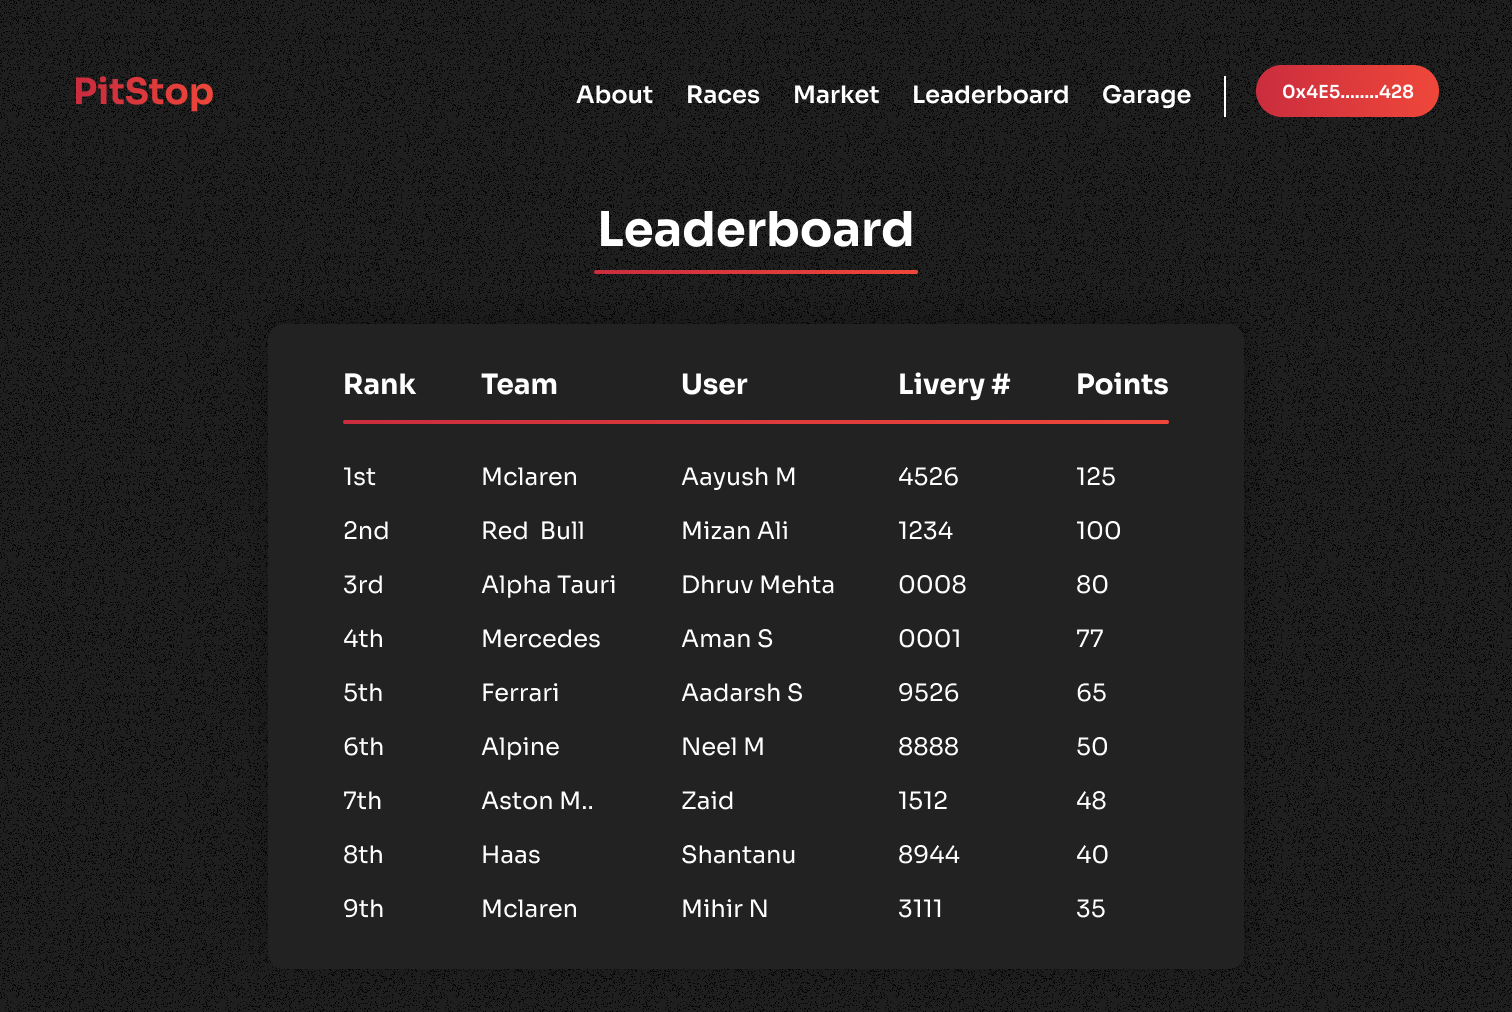 PitStop About Races Market Leaderboard Garage 0x4E5........428
Leaderboard
Rank Team User Livery # Points
1st Mclaren Aayush M 4526 125
2nd Red Bull Mizan Ali 1234 100
3rd Alpha Tauri Dhruv Mehta 0008 80
4th Mercedes Aman S 0001 77
5th Ferrari Aadarsh S 9526 65
6th Alpine Neel M 8888 50
7th Aston M.. Zaid 1512 48
8th Haas Shantanu 8944 40
9th Mclaren Mihir N 3111 35